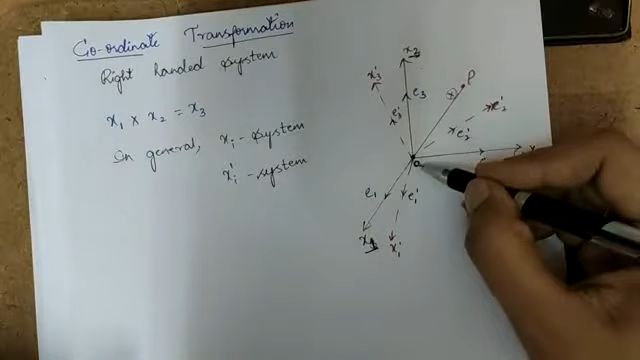 Co-ordinate Transformation
Right handed system
x₁ × x₂ = x₃
In general, xi - system
xi' - system
x₃
x₃'
e₃
e₃'
P
x₂'
e₂'
O
e₁
e₁'
x₁
x₁'